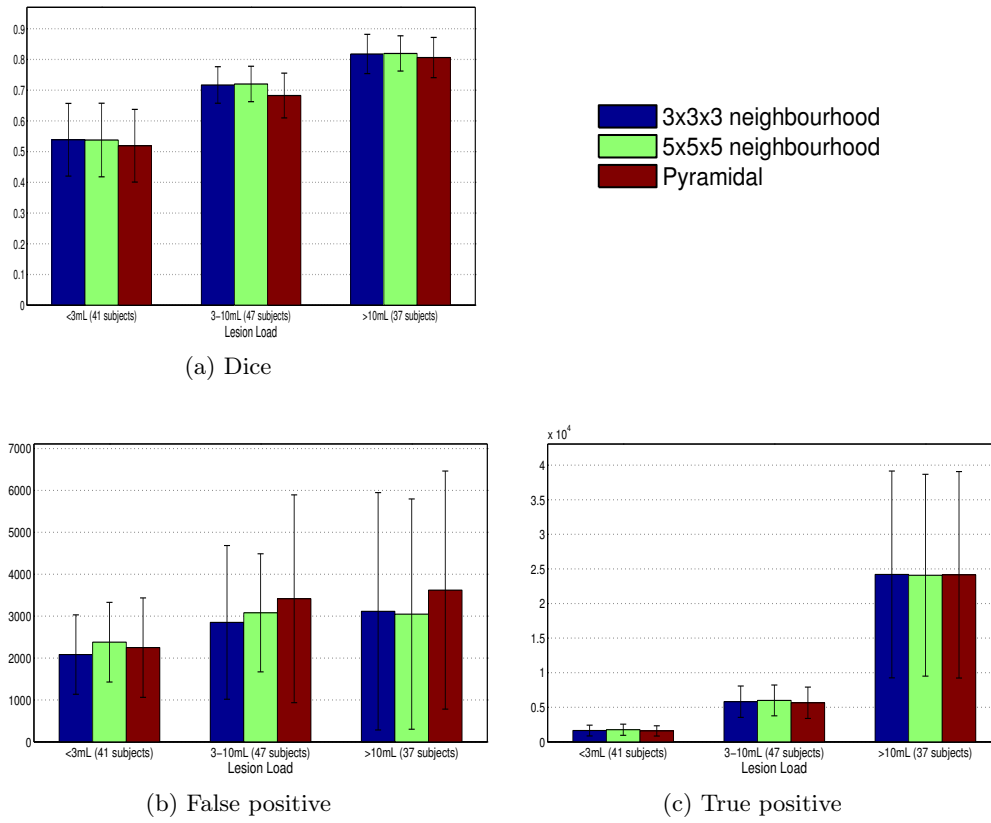 0.9
0.8
0.7
0.6
0.5
0.4
0.3
0.2
0.1
0
<3mL (41 subjects) 3−10mL (47 subjects) >10mL (37 subjects)
Lesion Load
(a) Dice
3x3x3 neighbourhood
5x5x5 neighbourhood
Pyramidal
7000
6000
5000
4000
3000
2000
1000
0
<3mL (41 subjects) 3−10mL (47 subjects) >10mL (37 subjects)
Lesion Load
(b) False positive
x 10^4
4
3.5
3
2.5
2
1.5
1
0.5
0
<3mL (41 subjects) 3−10mL (47 subjects) >10mL (37 subjects)
Lesion Load
(c) True positive